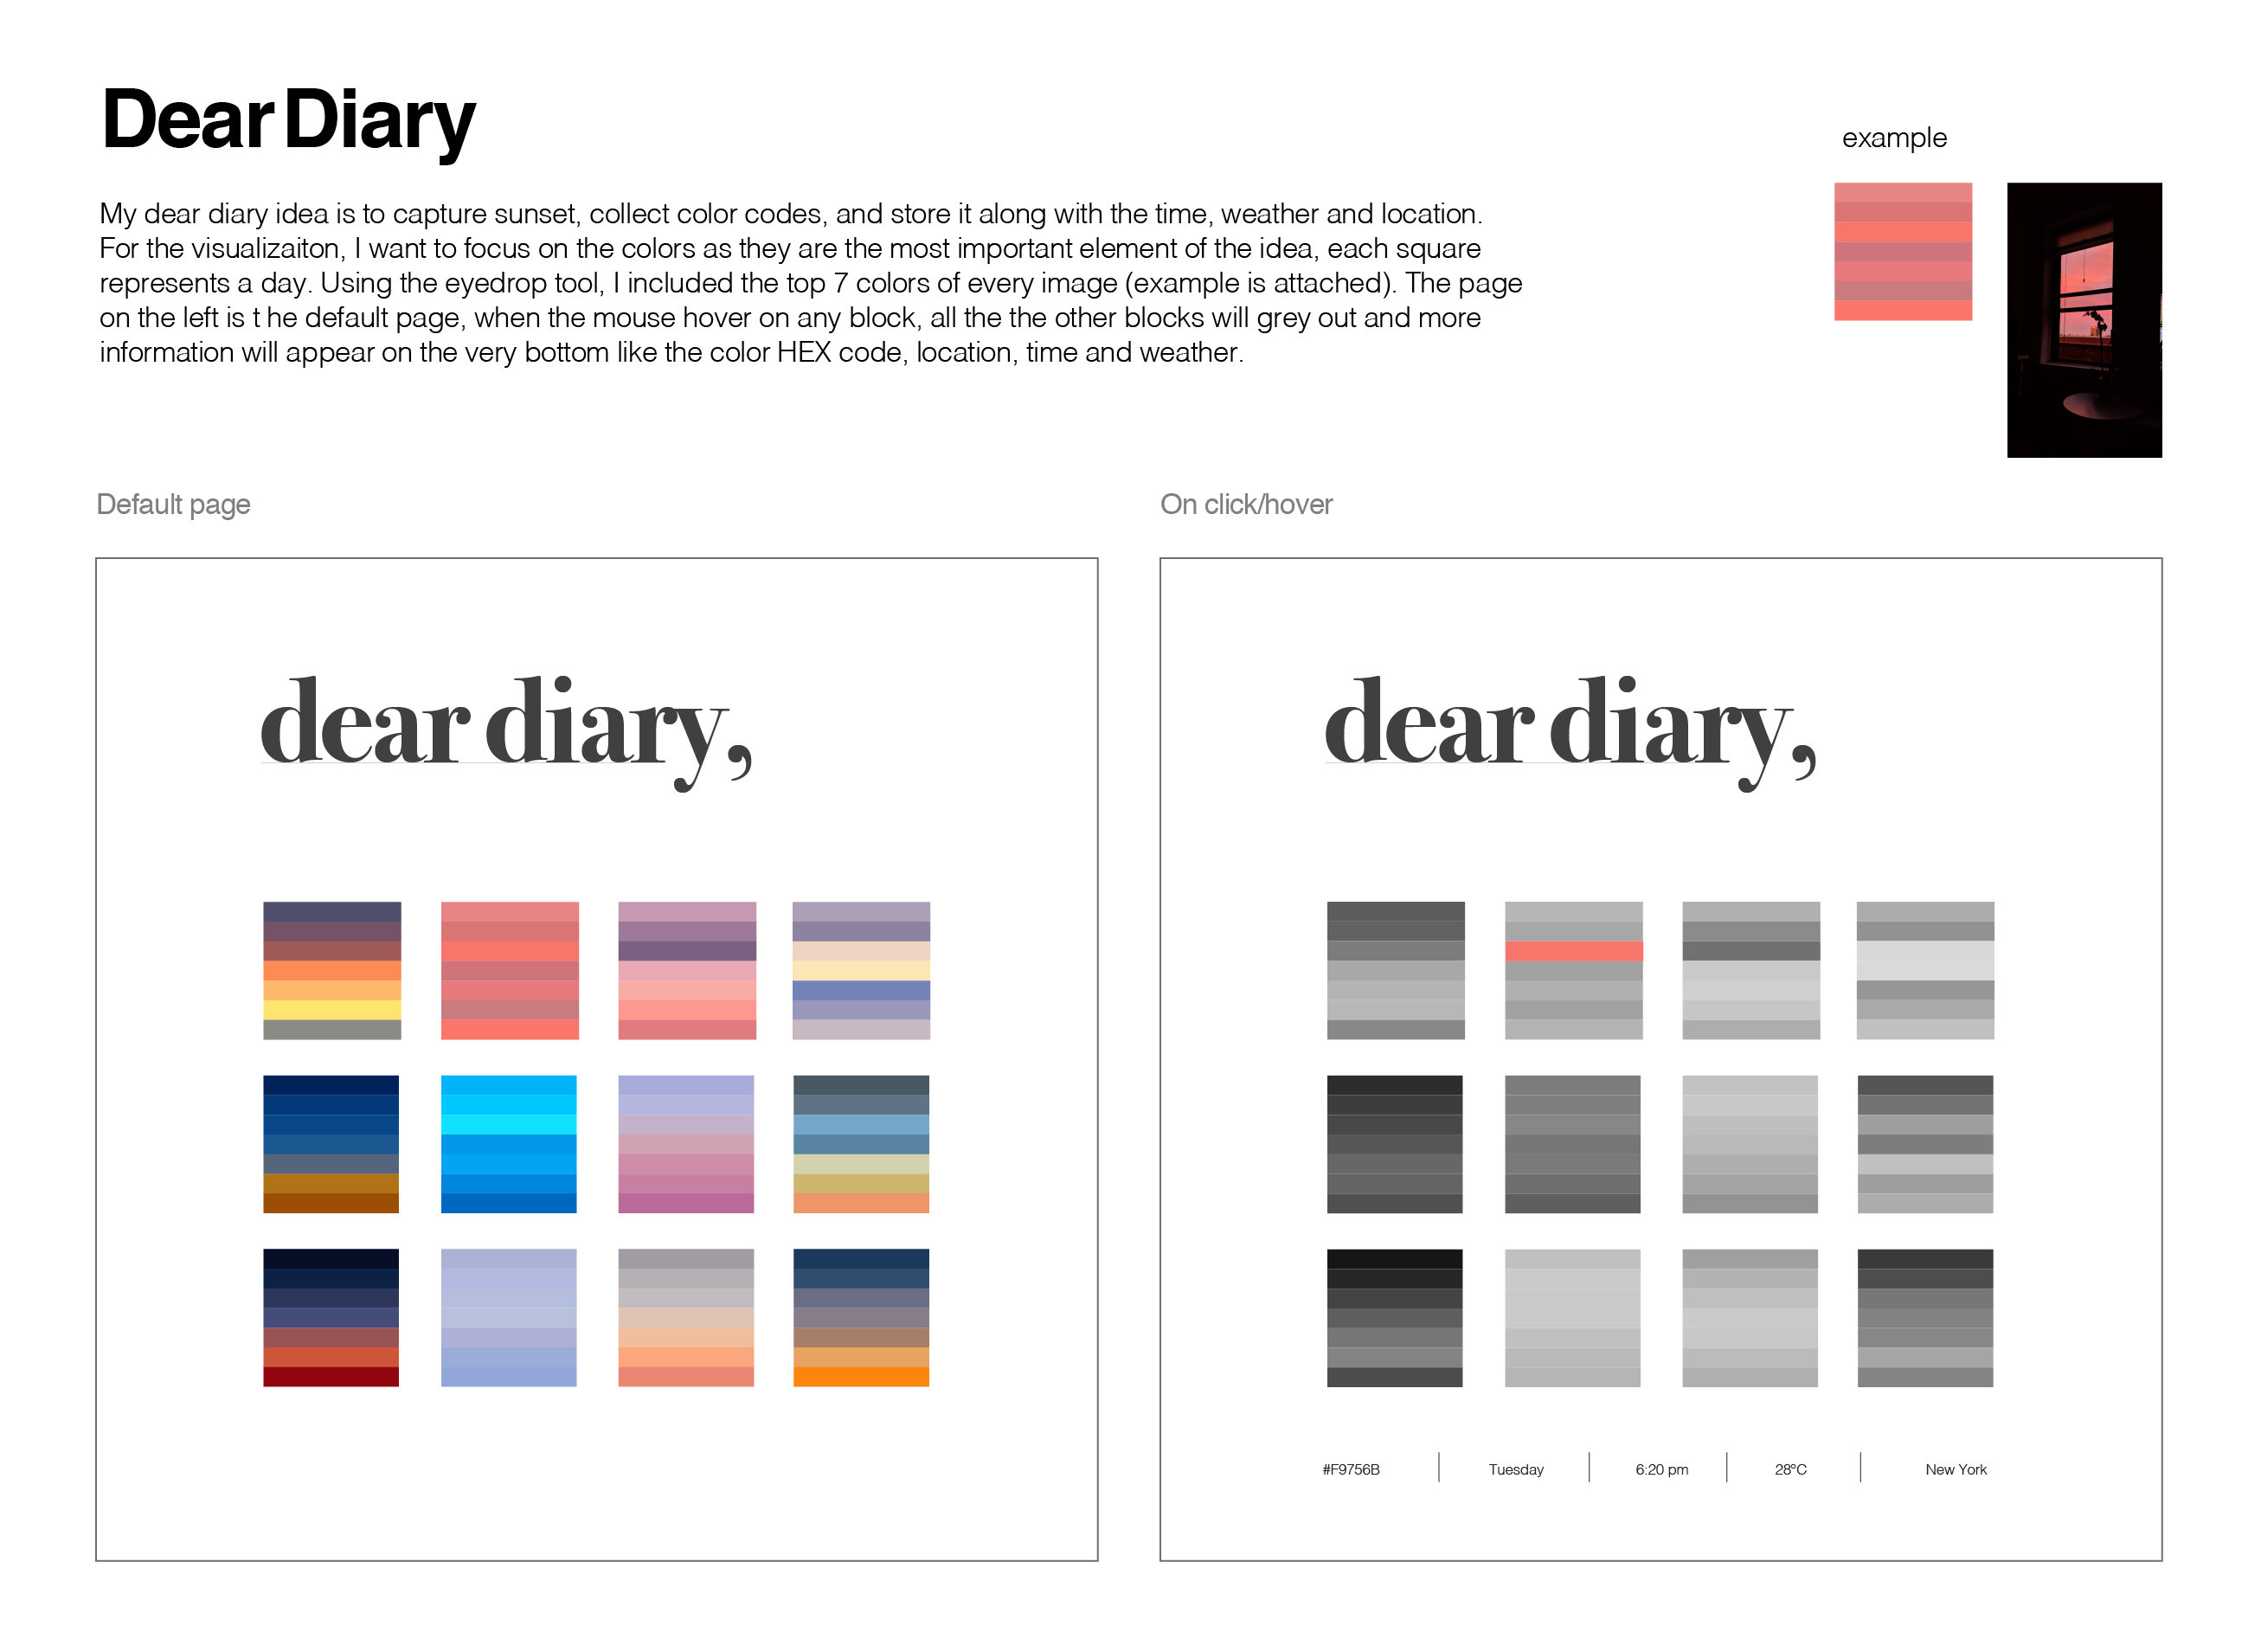 Dear Diary
example
My dear diary idea is to capture sunset, collect color codes, and store it along with the time, weather and location.
For the visualizaiton, I want to focus on the colors as they are the most important element of the idea, each square
represents a day. Using the eyedrop tool, I included the top 7 colors of every image (example is attached). The page
on the left is t he default page, when the mouse hover on any block, all the the other blocks will grey out and more
information will appear on the very bottom like the color HEX code, location, time and weather.
Default page
On click/hover
dear diary,
dear diary,
#F9756B
Tuesday
6:20 pm
28°C
New York